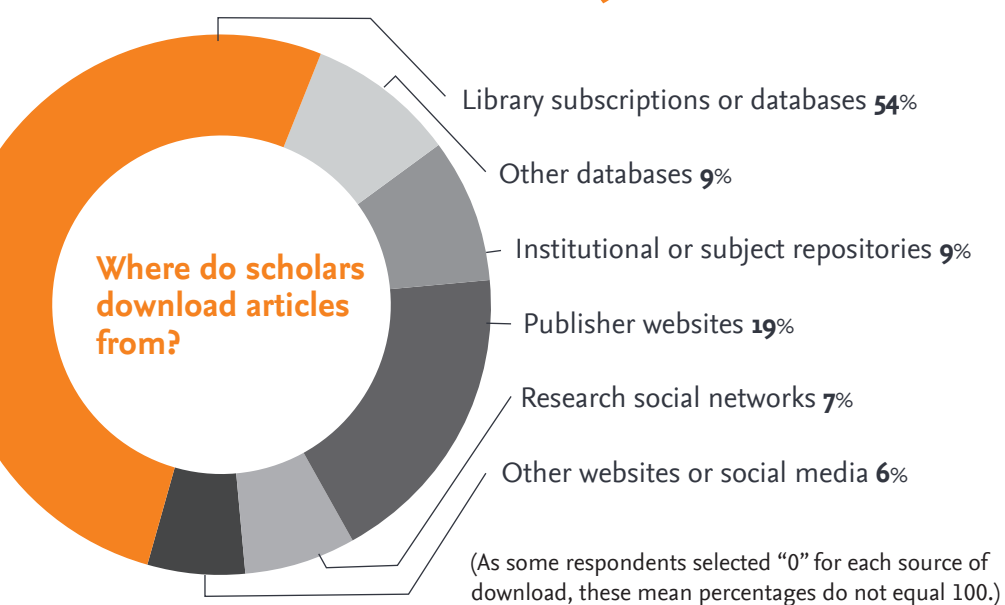 Library subscriptions or databases 54%
Other databases 9%
Institutional or subject repositories 9%
Where do scholars
download articles
from?
Publisher websites 19%
Research social networks 7%
Other websites or social media 6%
(As some respondents selected “0” for each source of
download, these mean percentages do not equal 100.)